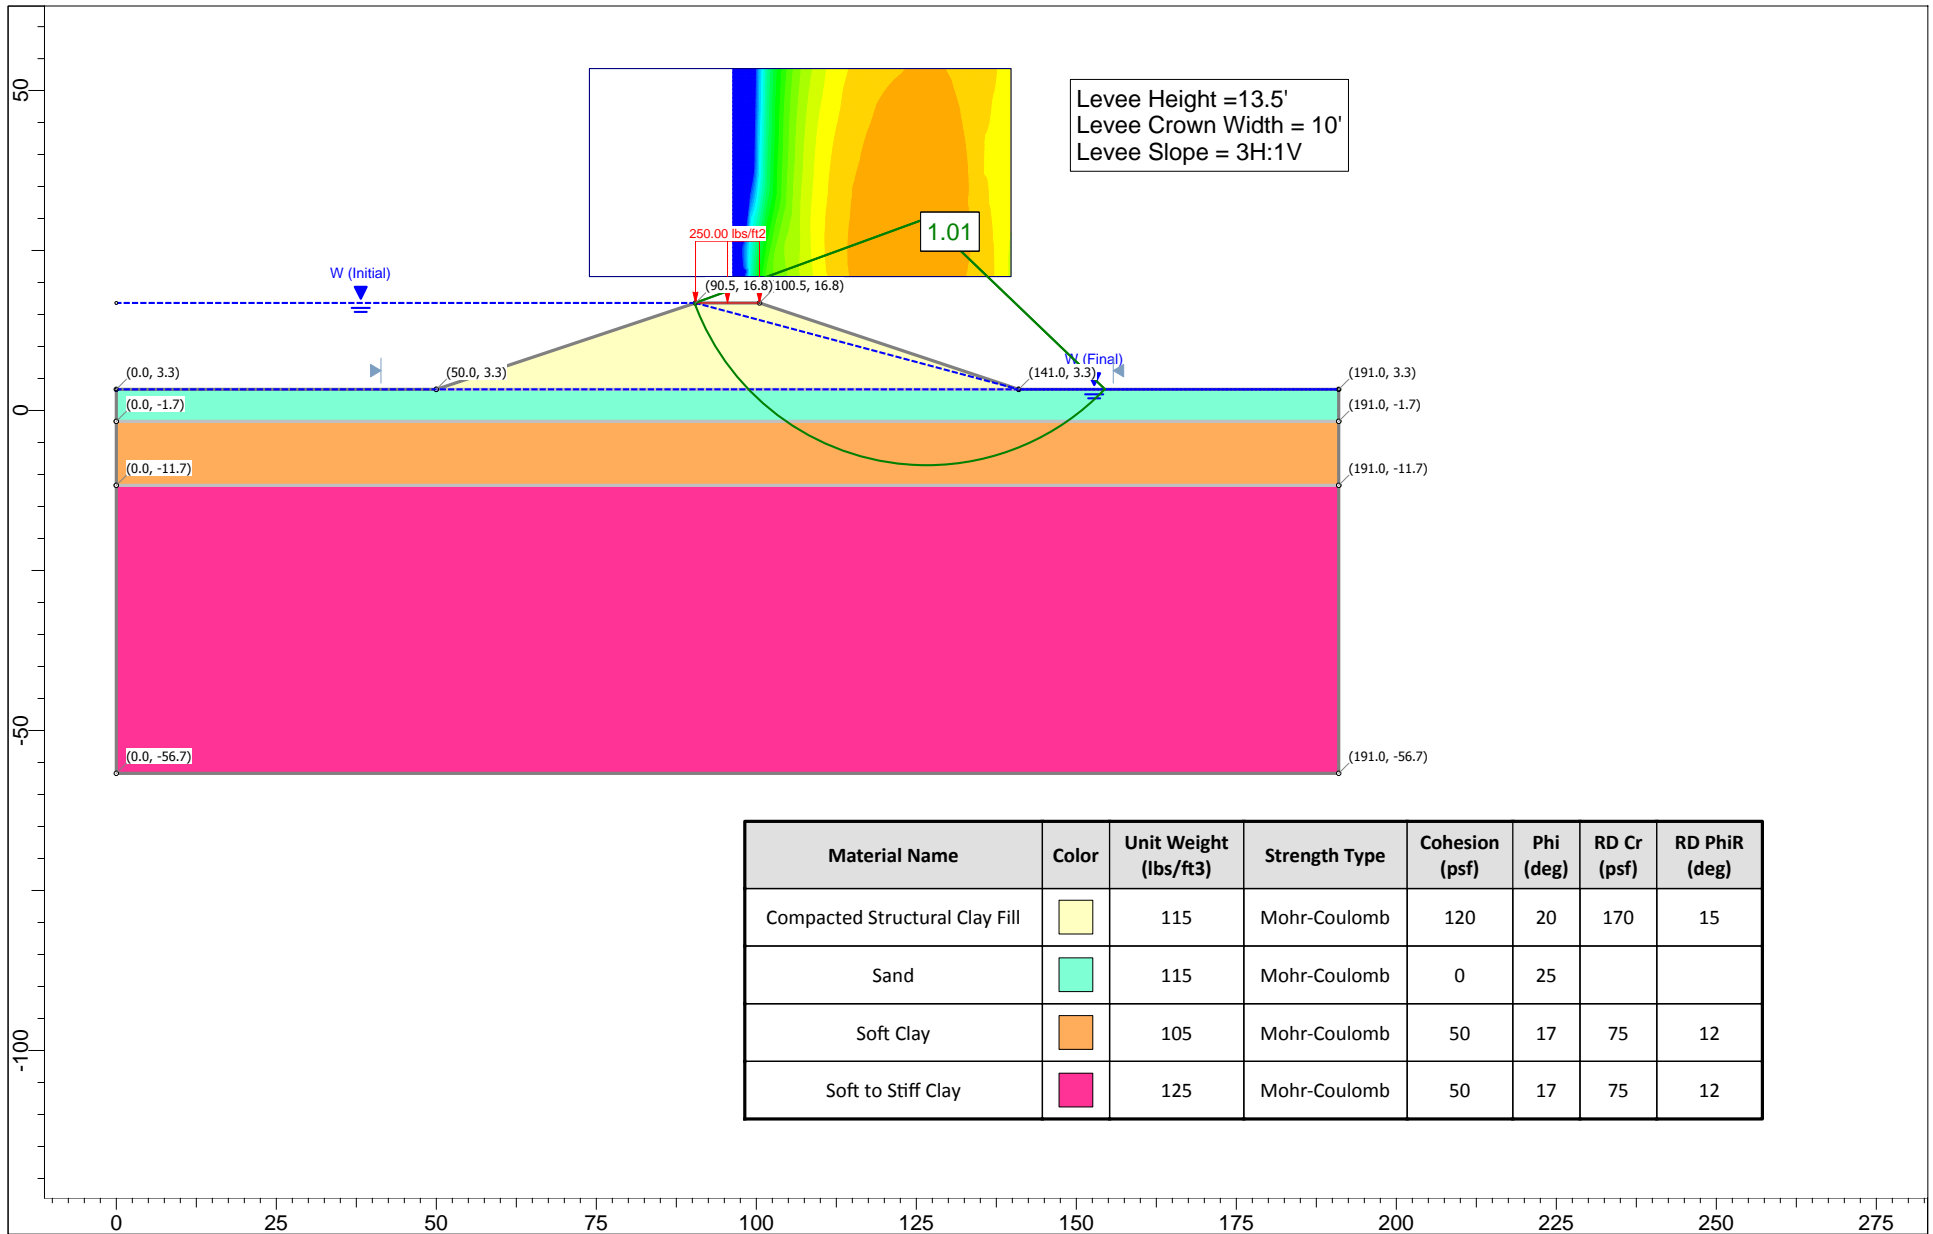 50
0
-50
-100
Levee Height =13.5'
Levee Crown Width = 10'
Levee Slope = 3H:1V
1.01
250.00 lbs/ft2
W (Initial)
(90.5, 16.8)
100.5, 16.8)
W (Final)
(0.0, 3.3)
(50.0, 3.3)
(141.0, 3.3)
(191.0, 3.3)
(0.0, -1.7)
(191.0, -1.7)
(0.0, -11.7)
(191.0, -11.7)
(0.0, -56.7)
(191.0, -56.7)
Material Name Color Unit Weight (lbs/ft3) Strength Type Cohesion (psf) Phi (deg) RD Cr (psf) RD PhiR (deg)
Compacted Structural Clay Fill 115 Mohr-Coulomb 120 20 170 15
Sand 115 Mohr-Coulomb 0 25
Soft Clay 105 Mohr-Coulomb 50 17 75 12
Soft to Stiff Clay 125 Mohr-Coulomb 50 17 75 12
0 25 50 75 100 125 150 175 200 225 250 275